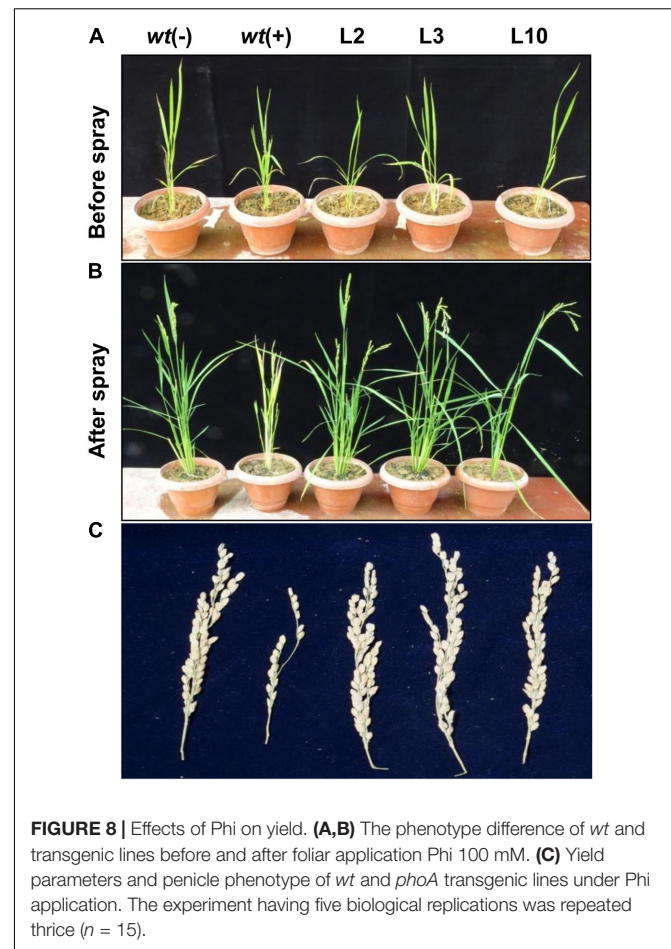 A wt(-) wt(+) L2 L3 L10
Before spray
B
After spray
C
FIGURE 8 | Effects of Phi on yield. (A,B) The phenotype difference of wt and
transgenic lines before and after foliar application Phi 100 mM. (C) Yield
parameters and penicle phenotype of wt and phoA transgenic lines under Phi
application. The experiment having five biological replications was repeated
thrice (n = 15).